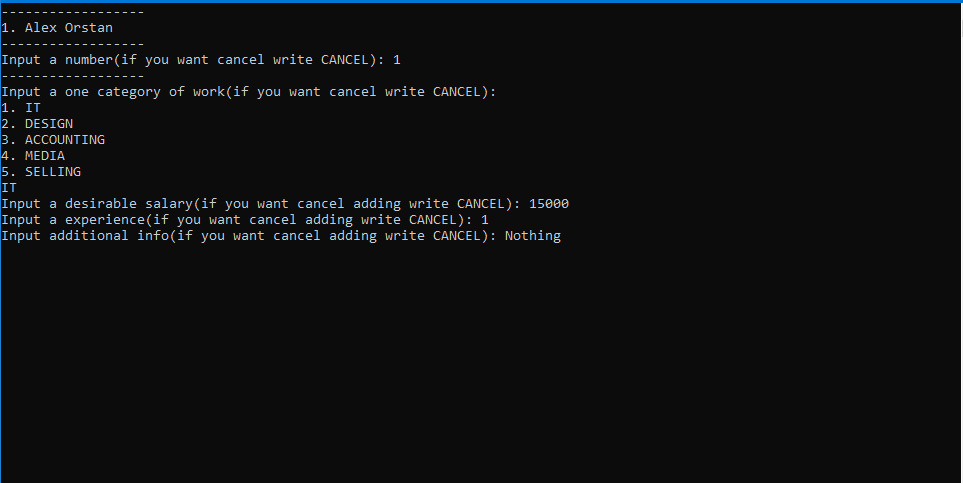 ------------------
1. Alex Orstan
------------------
Input a number(if you want cancel write CANCEL): 1
------------------
Input a one category of work(if you want cancel write CANCEL):
1. IT
2. DESIGN
3. ACCOUNTING
4. MEDIA
5. SELLING
IT
Input a desirable salary(if you want cancel adding write CANCEL): 15000
Input a experience(if you want cancel adding write CANCEL): 1
Input additional info(if you want cancel adding write CANCEL): Nothing